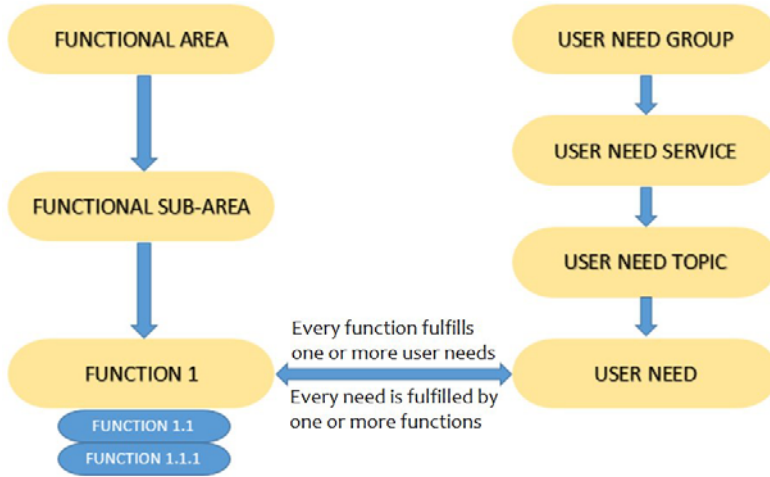 FUNCTIONAL AREA
FUNCTIONAL SUB-AREA
FUNCTION 1
FUNCTION 1.1
FUNCTION 1.1.1
Every function fulfills
one or more user needs
Every need is fulfilled by
one or more functions
USER NEED GROUP
USER NEED SERVICE
USER NEED TOPIC
USER NEED